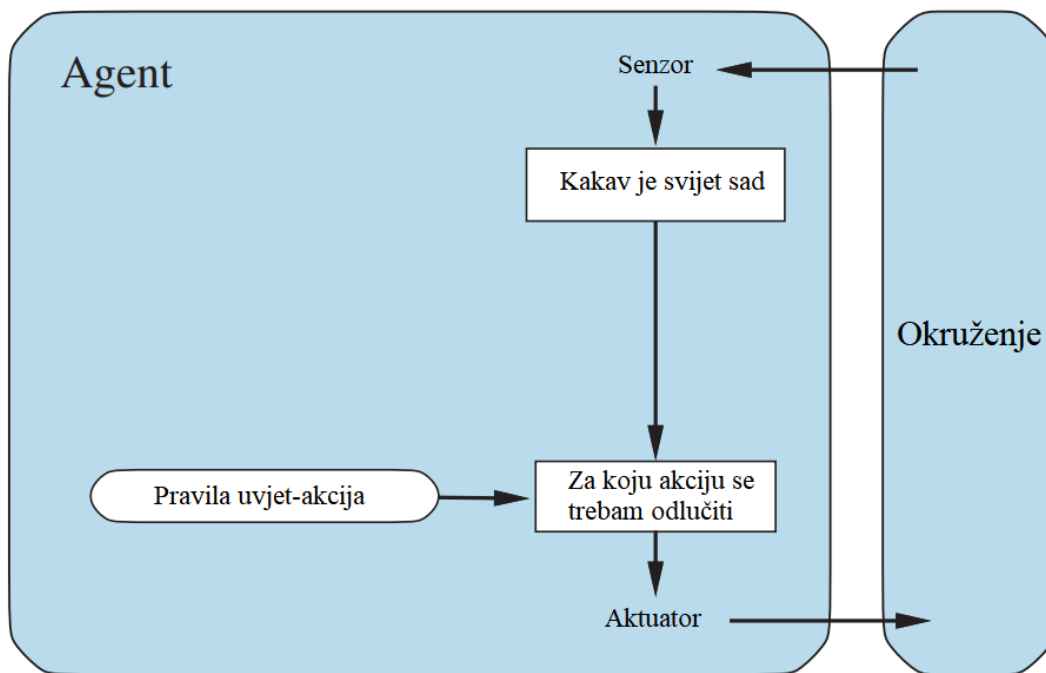 Agent
Senzor
Kakav je svijet sad
Okruženje
Pravila uvjet-akcija
Za koju akciju se
trebam odlučiti
Aktuator